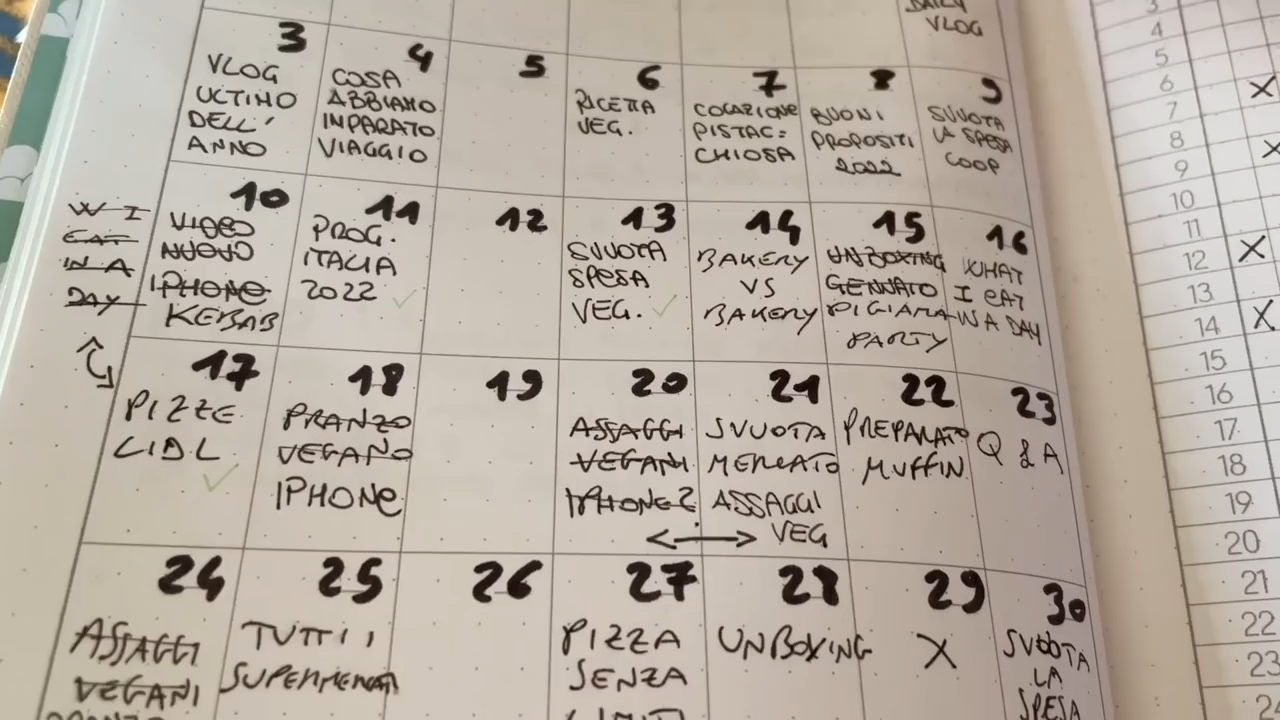 DAILY
VLOG
3
VLOG
ULTIMO
DELL'
ANNO
4
COSA
ABBIAMO
IMPARATO
VIAGGIO
5
6
RICETTA
VEG.
7
COLAZIONE
PISTAC=
CHIOSA
8
BUONI
PROPOSITI
2022
9
SVUOTA
LA SPESA
COOP
W I
EAT
IN A
DAY
10
VIDEO
NUOVO
IPHONE
KEBAB
11
PROG.
ITALIA
2022
12
13
SVUOTA
SPESA
VEG.
14
BAKERY
VS
BAKERY
15
UNBOXING
GENNAIO
PIGIAMA
PARTY
16
WHAT
I EAT
IN A DAY
17
PIZZE
LIDL
18
PRANZO
VEGANO
IPHONE
19
20
ASSAGGI
VEGANI
IPHONE
21
SVUOTA
MERCATO
ASSAGGI
VEG
22
PREPARATO
MUFFIN
23
Q & A
24
ASSAGGI
VEGANI
PRANZO
25
TUTTI I
SUPERMERCATI
26
27
PIZZA
SENZA
LIMITI
28
UNBOXING
29
X
30
SVUOTA
LA
SPESA
3
4
5
6 X
7
8 X
9
10
11
12 X
13
14 X
15
16
17
18
19
20
21
22
23
24